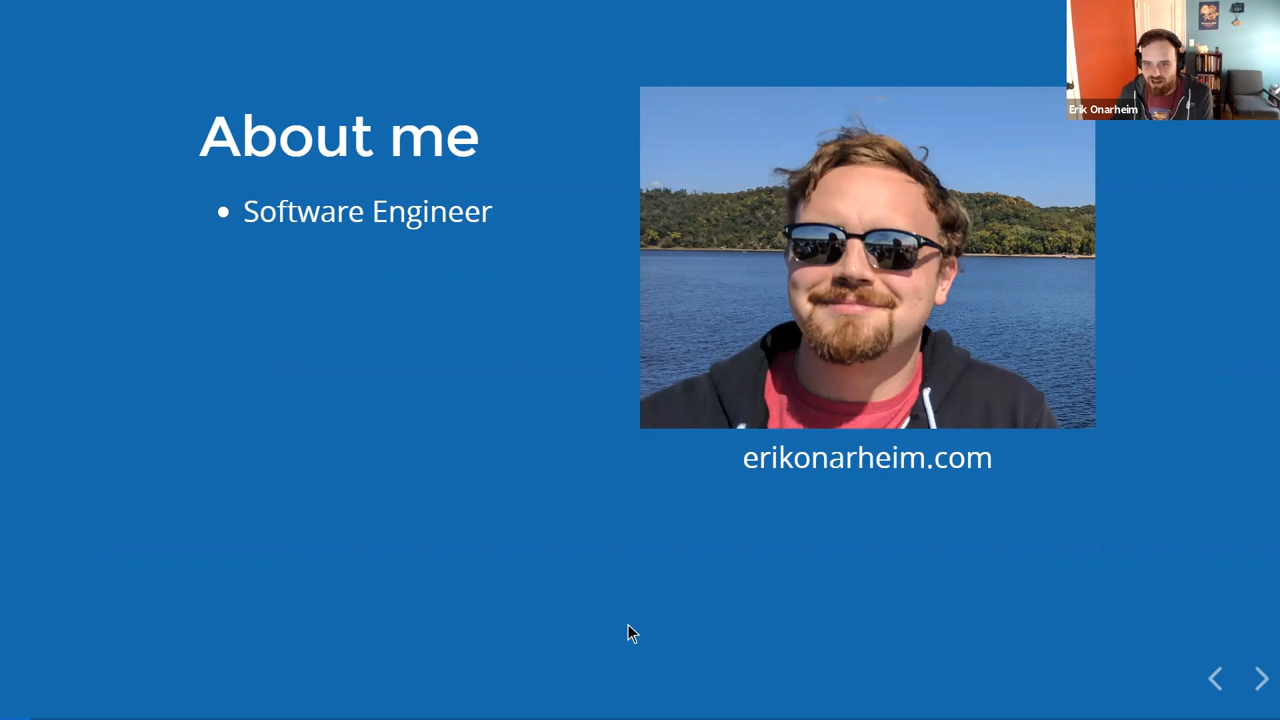 About me
• Software Engineer
erikonarheim.com
Erik Onarheim